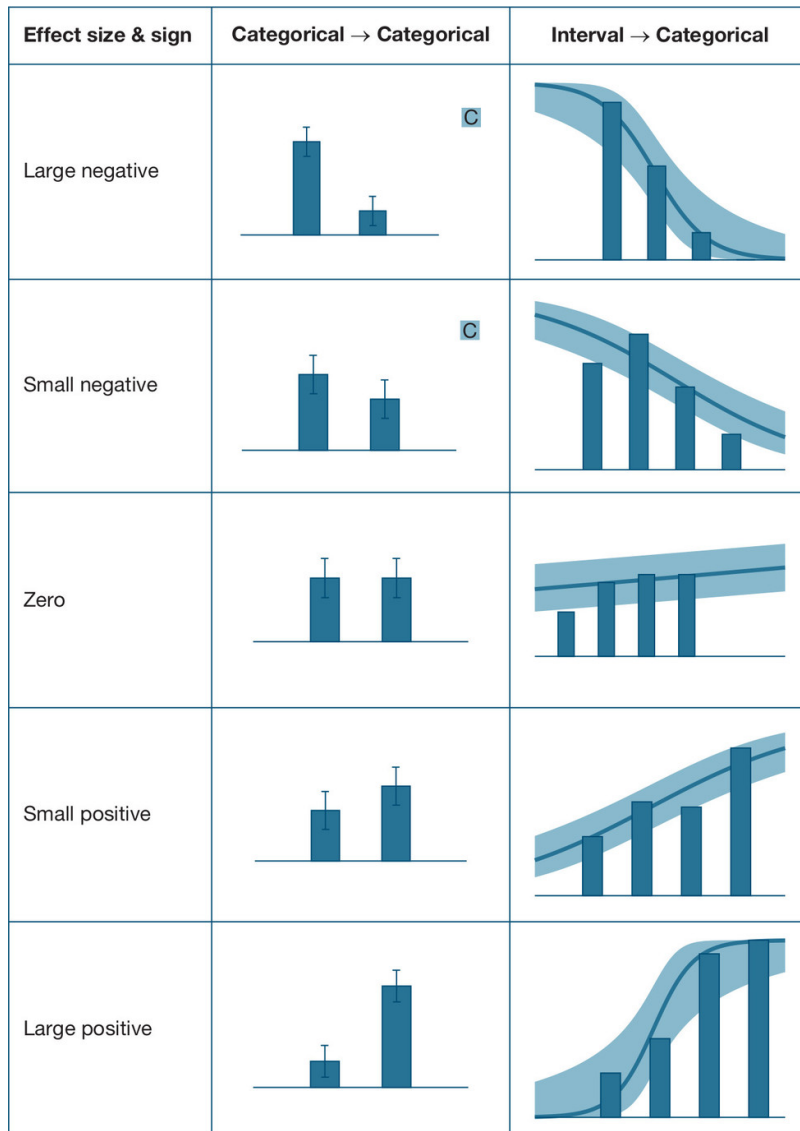 Effect size & sign
Categorical → Categorical
Interval → Categorical
Large negative
C
Small negative
C
Zero
Small positive
Large positive